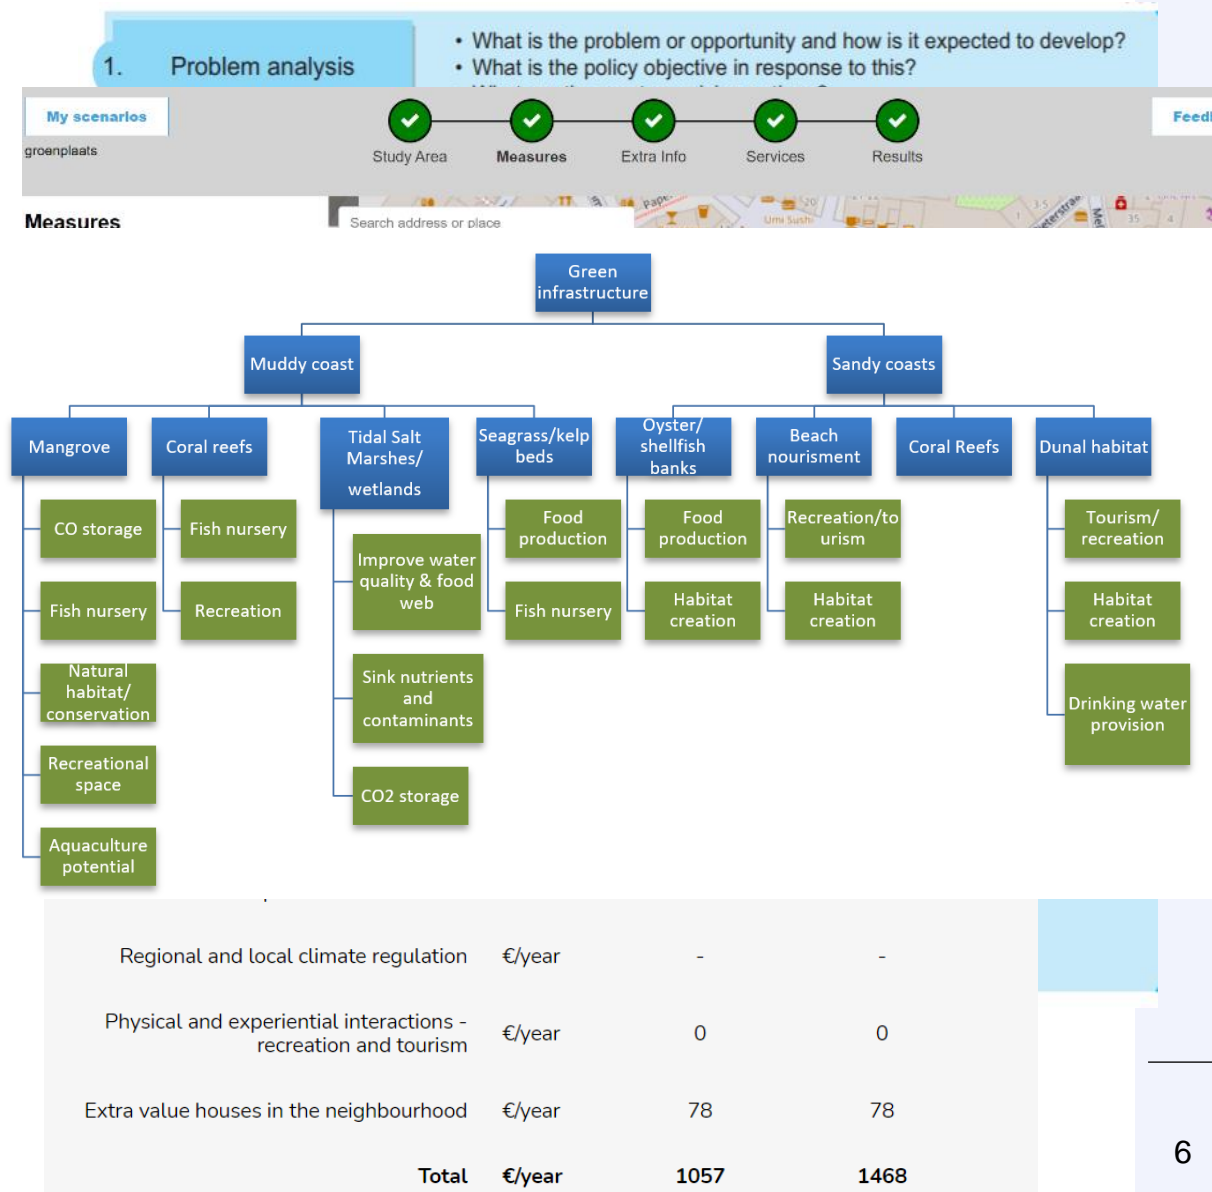 1. Problem analysis
• What is the problem or opportunity and how is it expected to develop?
• What is the policy objective in response to this?
My scenarios
groenplaats
Study Area
Measures
Extra Info
Services
Results
Measures
Search address or place
Umi Sushi
35
4
Green
infrastructure
Muddy coast
Sandy coasts
Mangrove
Coral reefs
Tidal Salt
Marshes/
wetlands
Seagrass/kelp
beds
Oyster/
shellfish
banks
Beach
nourisment
Coral Reefs
Dunal habitat
CO storage
Fish nursery
Natural
habitat/
conservation
Recreational
space
Aquaculture
potential
Fish nursery
Recreation
Improve water
quality & food
web
Sink nutrients
and
contaminants
CO2 storage
Food
production
Fish nursery
Food
production
Habitat
creation
Recreation/to
urism
Habitat
creation
Tourism/
recreation
Habitat
creation
Drinking water
provision
Regional and local climate regulation €/year - -
Physical and experiential interactions -
recreation and tourism €/year 0 0
Extra value houses in the neighbourhood €/year 78 78
Total €/year 1057 1468
6